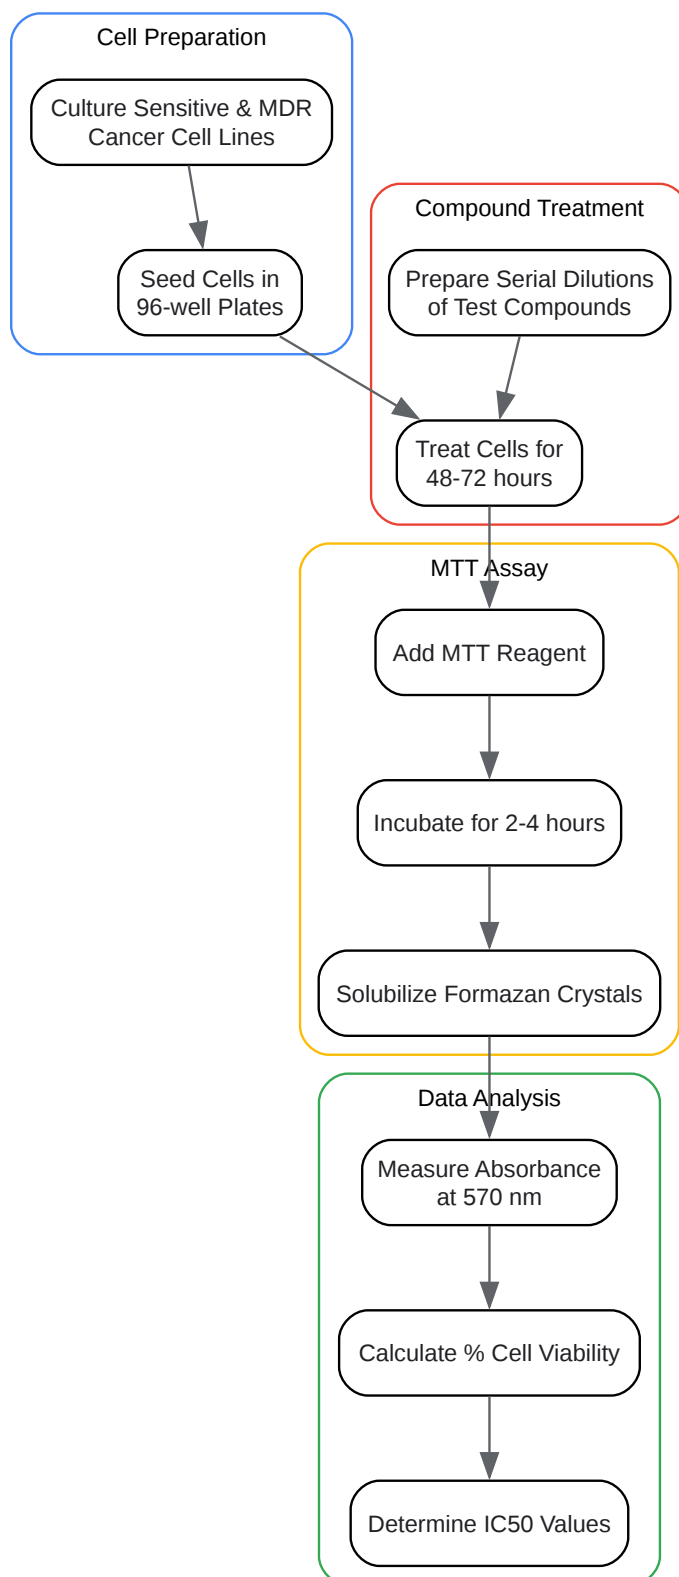 Cell Preparation
Culture Sensitive & MDR
Cancer Cell Lines
Seed Cells in
96-well Plates
Compound Treatment
Prepare Serial Dilutions
of Test Compounds
Treat Cells for
48-72 hours
MTT Assay
Add MTT Reagent
Incubate for 2-4 hours
Solubilize Formazan Crystals
Data Analysis
Measure Absorbance
at 570 nm
Calculate % Cell Viability
Determine IC50 Values